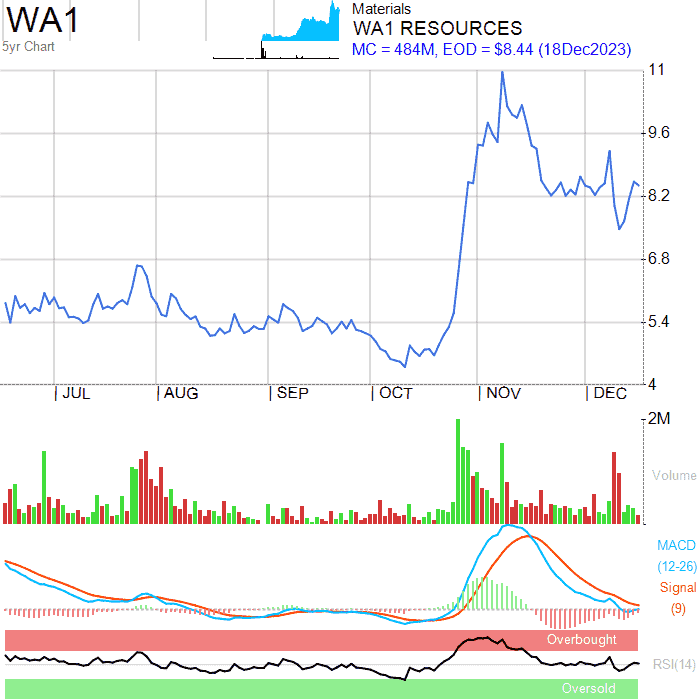 WA1
5yr Chart
Materials
WA1 RESOURCES
MC = 484M, EOD = $8.44 (18Dec2023)
11
9.6
8.2
6.8
5.4
4
JUL AUG SEP OCT NOV DEC
2M
Volume
MACD
(12-26)
Signal
(9)
Overbought
RSI(14)
Oversold